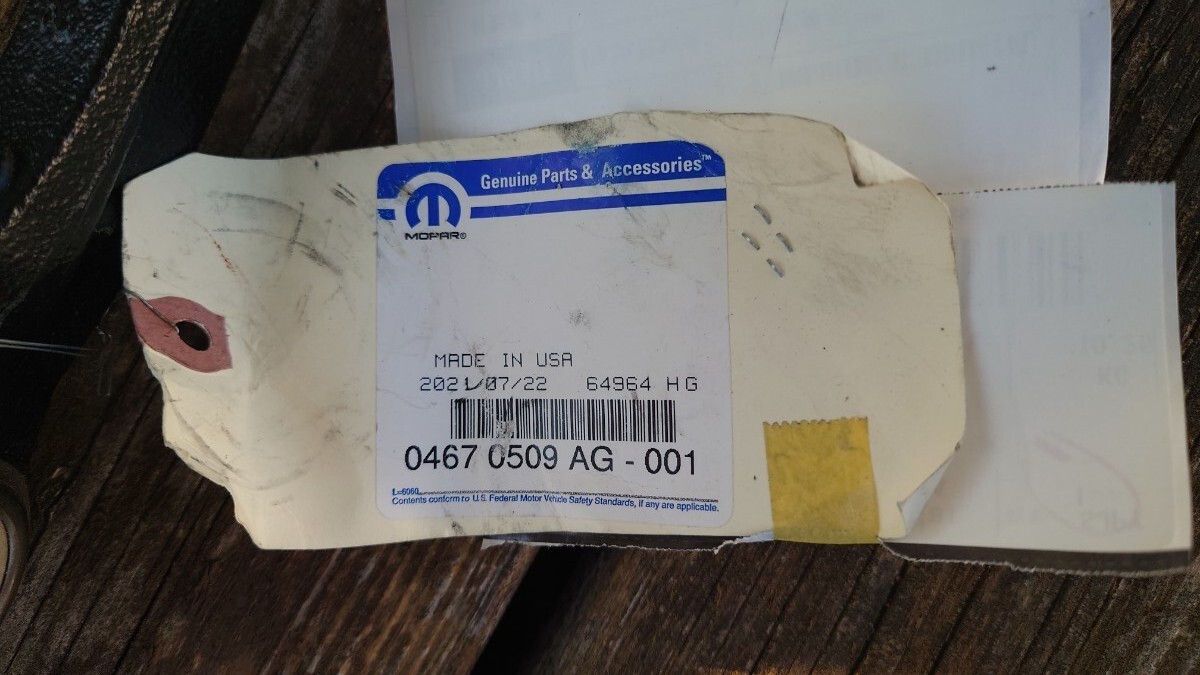 Genuine Parts & Accessories™
MOPAR®
MADE IN USA
2021/07/22 64964 HG
0467 0509 AG - 001
L=6060
Contents conform to U.S. Federal Motor Vehicle Safety Standards, if any are applicable.